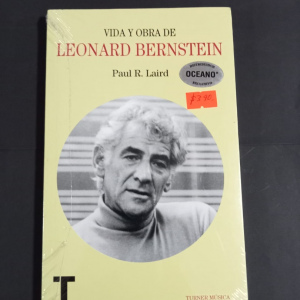 VIDA Y OBRA DE
LEONARD BERNSTEIN
Paul R. Laird
OCEANO
T
TURNER MÚSICA